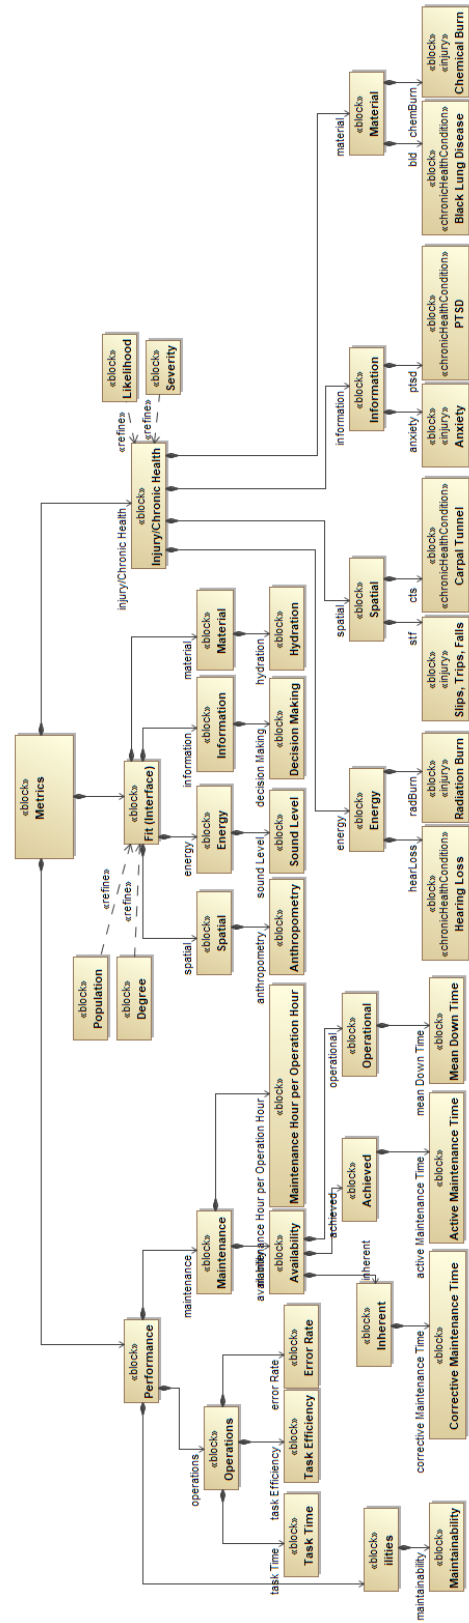 «block»
Metrics
injury/Chronic Health
«block»
Population
«block»
Degree
«refine»
«refine»
«block»
Performance
«block»
Fit (Interface)
«block»
Injury/Chronic Health
«refine»
«refine»
«block»
Likelihood
«block»
Severity
operations
maintenance
spatial
energy
information
material
«block»
Operations
«block»
Maintenance
«block»
Spatial
«block»
Energy
«block»
Information
«block»
Material
task Time
task Efficiency
error Rate
availability
maintenance Hour per Operation Hour
anthropometry
sound Level
decision Making
hydration
«block»
Task Time
«block»
Task Efficiency
«block»
Error Rate
«block»
Availability
«block»
Maintenance Hour per Operation Hour
«block»
Anthropometry
«block»
Sound Level
«block»
Decision Making
«block»
Hydration
inherent
achieved
operational
energy
spatial
information
material
«block»
ilities
«block»
Inherent
«block»
Achieved
«block»
Operational
«block»
Energy
«block»
Spatial
«block»
Information
«block»
Material
maintainability
corrective Maintenance Time
active Maintenance Time
mean Down Time
hearLoss
radBurn
stf
cts
anxiety
ptsd
bld
chemBurn
«block»
Maintainability
«block»
Corrective Maintenance Time
«block»
Active Maintenance Time
«block»
Mean Down Time
«block»
«chronicHealthCondition»
Hearing Loss
«block»
«injury»
Radiation Burn
«block»
«injury»
Slips, Trips, Falls
«block»
«chronicHealthCondition»
Carpal Tunnel
«block»
«injury»
Anxiety
«block»
«chronicHealthCondition»
PTSD
«block»
«chronicHealthCondition»
Black Lung Disease
«block»
«injury»
Chemical Burn